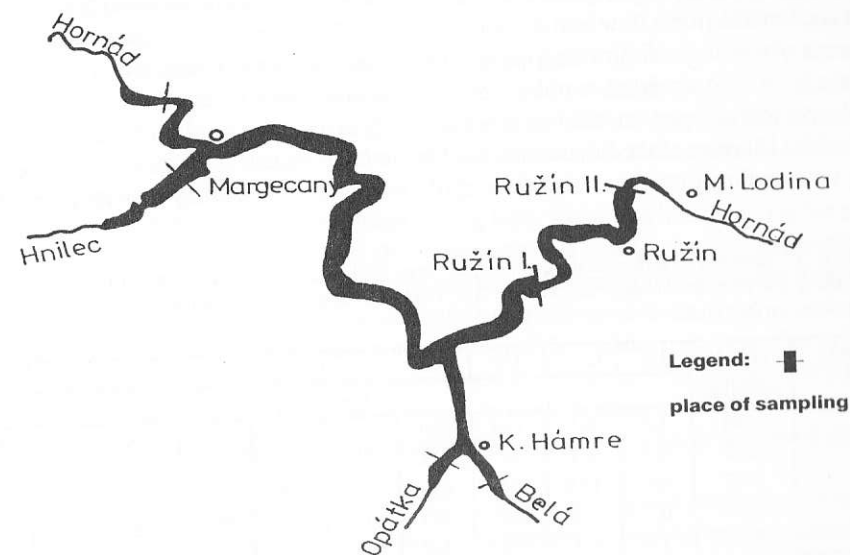 Hornád
Margecany
Hnilec
Ružín II.
M. Lodina
Hornád
Ružín I.
Ružín
Legend:
place of sampling
K. Hámre
Opátka
Belá